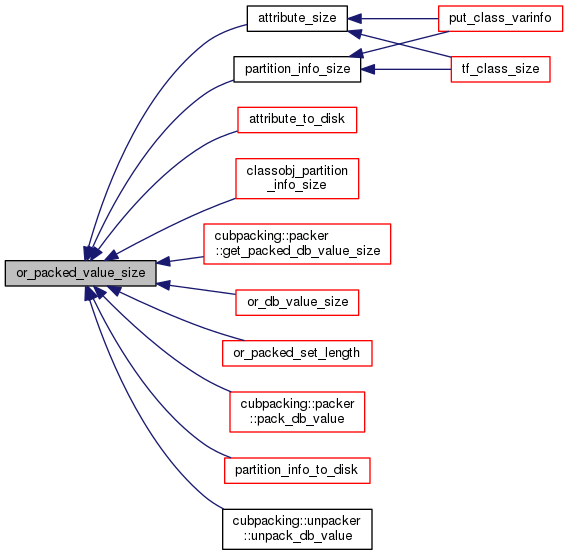 attribute_size
put_class_varinfo
partition_info_size
tf_class_size
attribute_to_disk
classobj_partition
_info_size
cubpacking::packer
::get_packed_db_value_size
or_packed_value_size
or_db_value_size
or_packed_set_length
cubpacking::packer
::pack_db_value
partition_info_to_disk
cubpacking::unpacker
::unpack_db_value